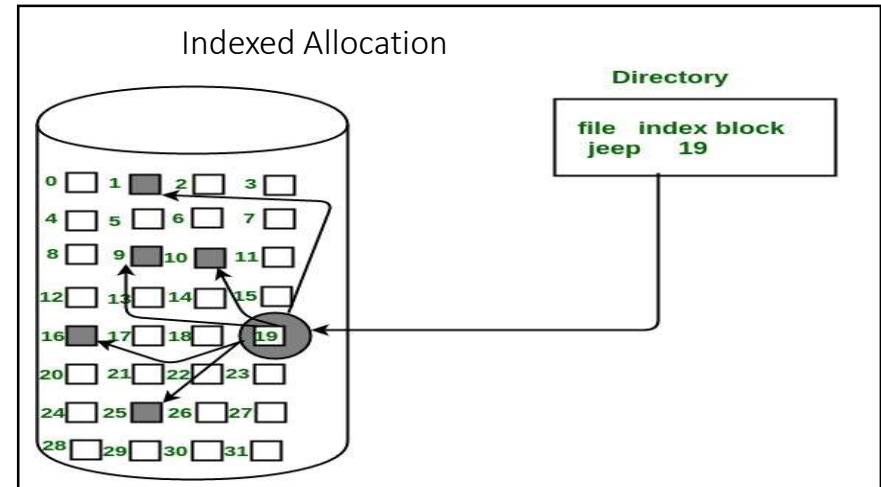 Indexed Allocation
Directory
file index block
jeep 19
0 1 2 3
4 5 6 7
8 9 10 11
12 13 14 15
16 17 18 19
20 21 22 23
24 25 26 27
28 29 30 31